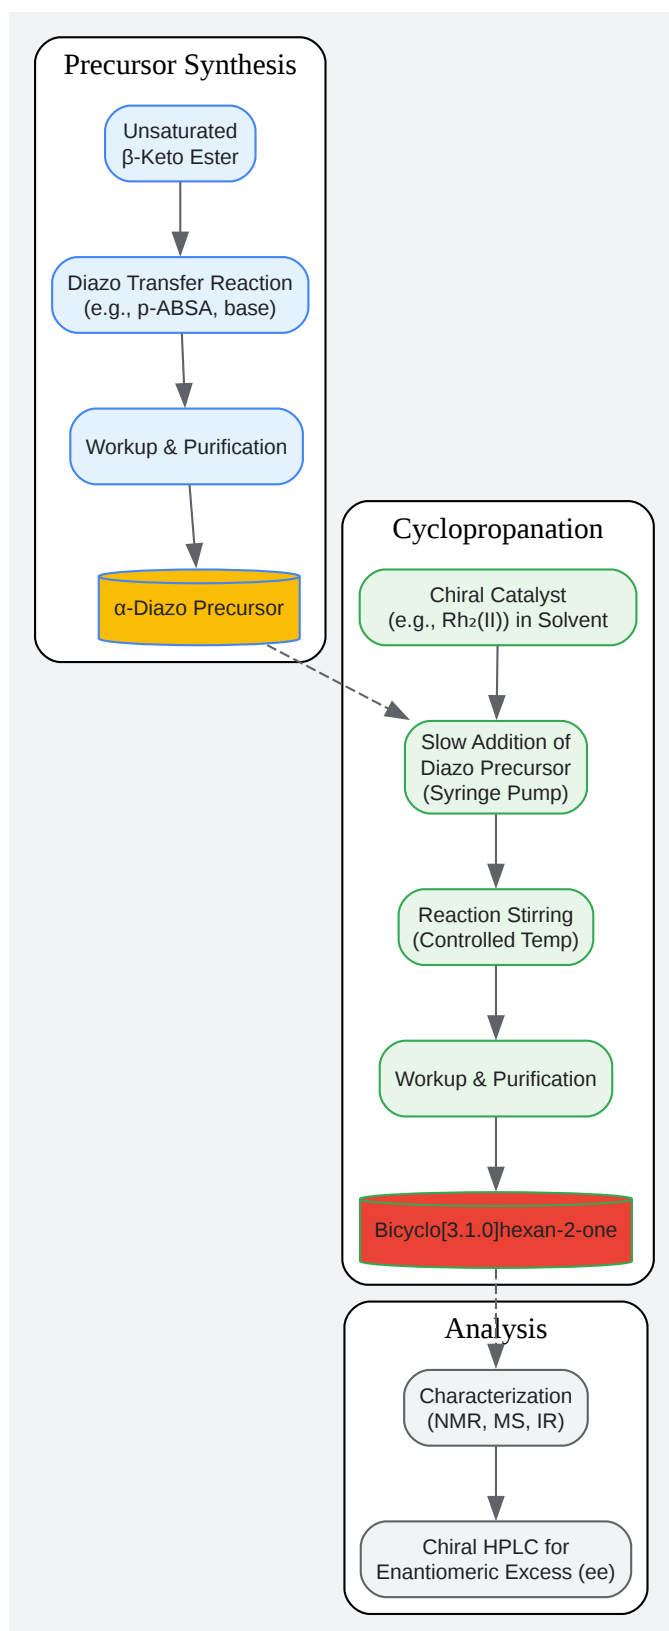 Precursor Synthesis
Unsaturated
β-Keto Ester
Diazo Transfer Reaction
(e.g., p-ABSA, base)
Workup & Purification
α-Diazo Precursor
Cyclopropanation
Chiral Catalyst
(e.g., Rh₂(II)) in Solvent
Slow Addition of
Diazo Precursor
(Syringe Pump)
Reaction Stirring
(Controlled Temp)
Workup & Purification
Bicyclo[3.1.0]hexan-2-one
Analysis
Characterization
(NMR, MS, IR)
Chiral HPLC for
Enantiomeric Excess (ee)